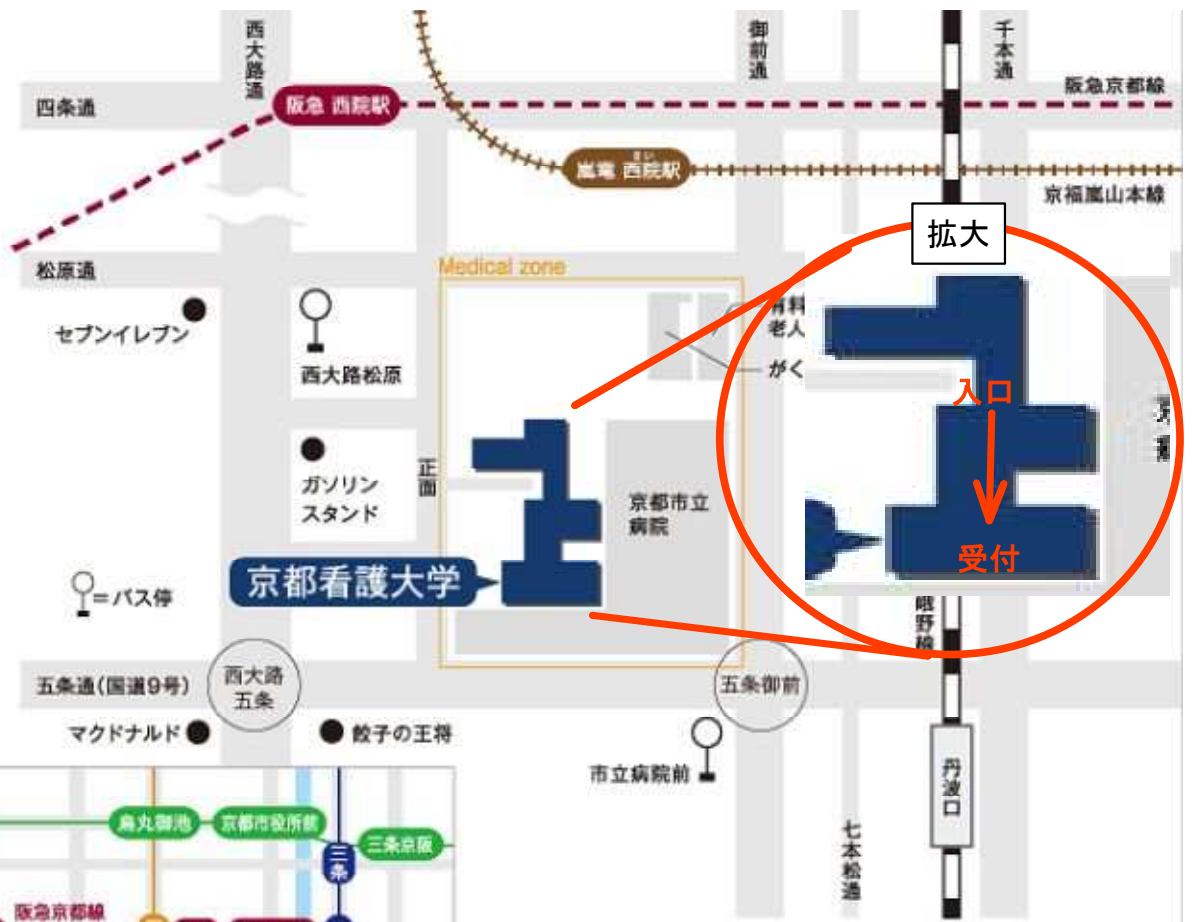 西大路通
御前通
千本通
四条通
阪急 西院駅
阪急京都線
さい
嵐電 西院駅
京福嵐山本線
拡大
松原通
Medical zone
セブンイレブン
西大路松原
老人
がく
入口
正面
ガソリン
スタンド
京都市立
病院
受付
京都看護大学
=バス停
五条通(国道9号)
西大路
五条
五条御前
マクドナルド
餃子の王将
市立病院前
丹波口
七本松通
烏丸御池
京都市役所前
三条
三条京阪
阪急京都線